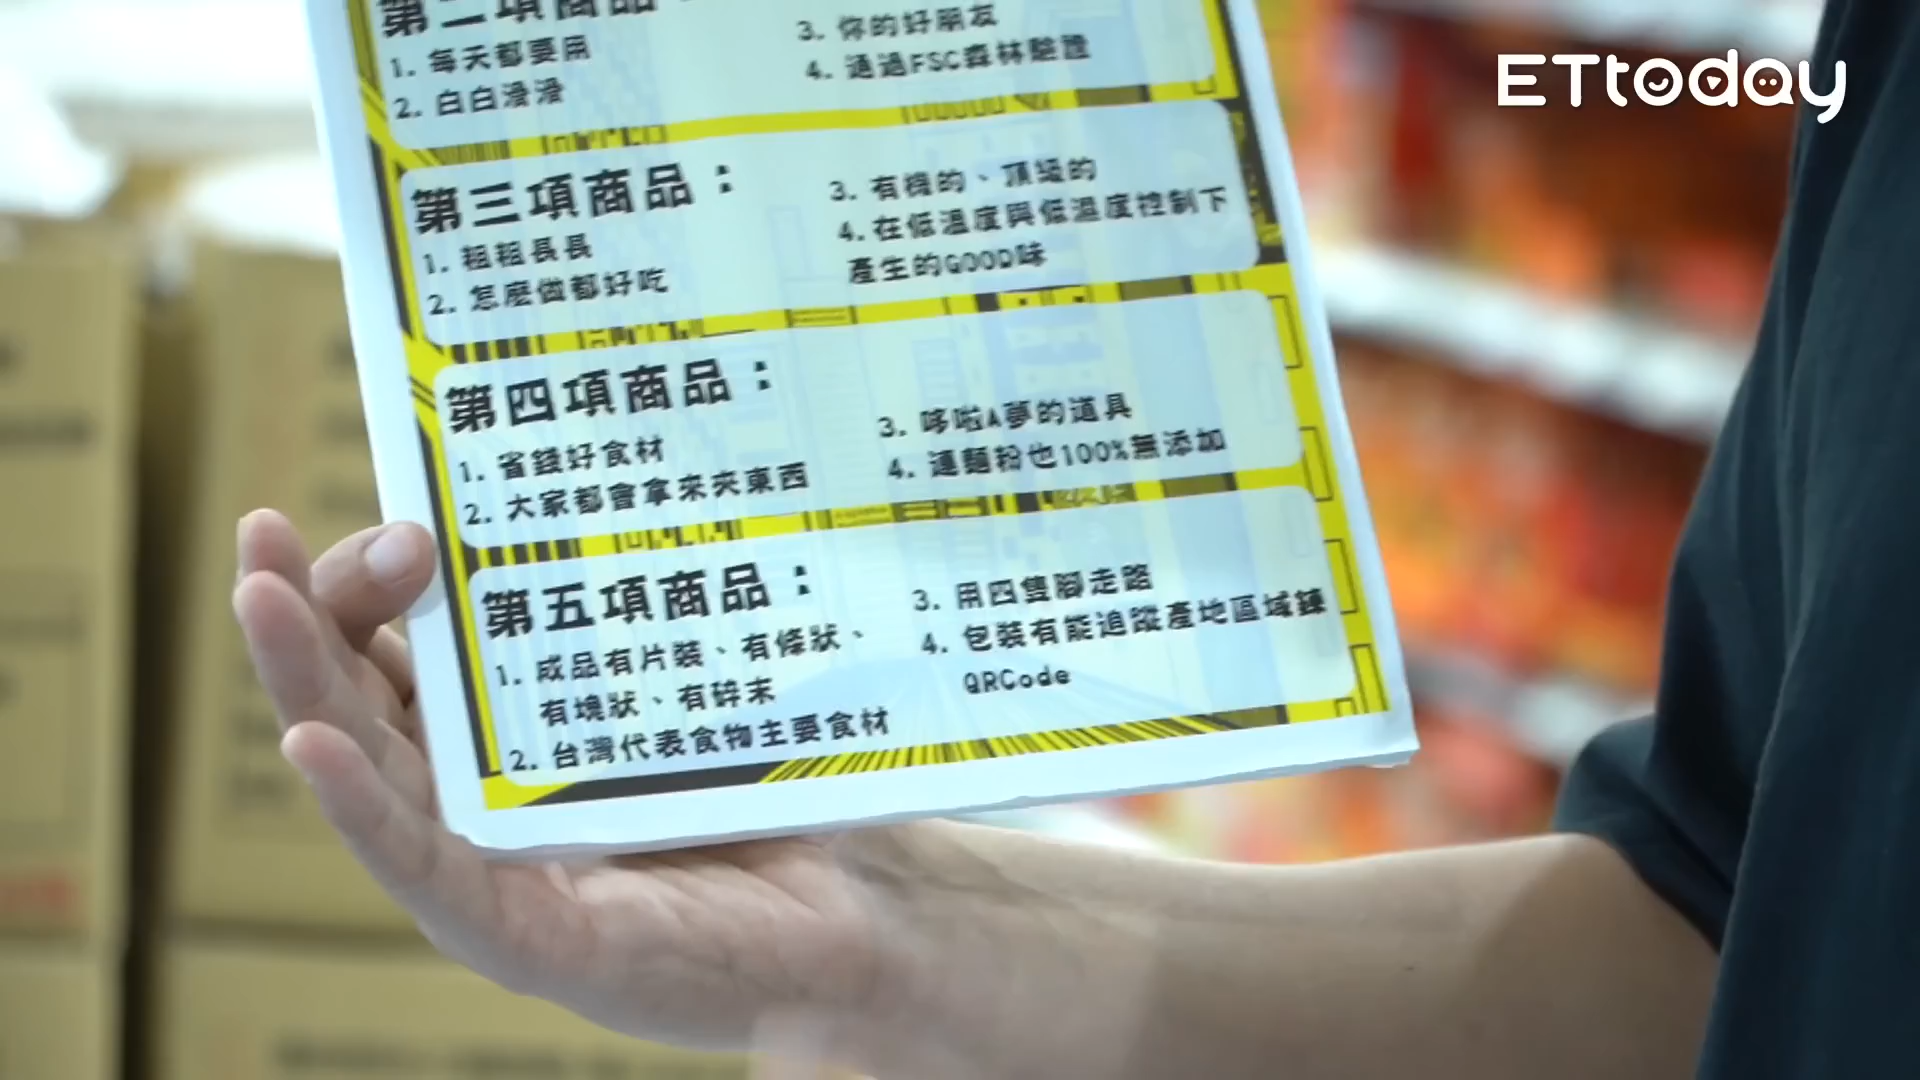 ETtoday
第二項商品：
1. 每天都要用
2. 白白滑滑
3. 你的好朋友
4. 通過FSC森林驗證
第三項商品：
1. 粗粗長長
2. 怎麼做都好吃
3. 有機的、頂級的
4. 在低溫度與低溫度控制下
產生的GOOD味
第四項商品：
1. 省錢好食材
2. 大家都會拿來夾東西
3. 哆啦A夢的道具
4. 連麵粉也100%無添加
第五項商品：
1. 成品有片裝、有條狀、
有塊狀、有碎末
2. 台灣代表食物主要食材
3. 用四隻腳走路
4. 包裝有能追蹤產地區域鍊
QRCode